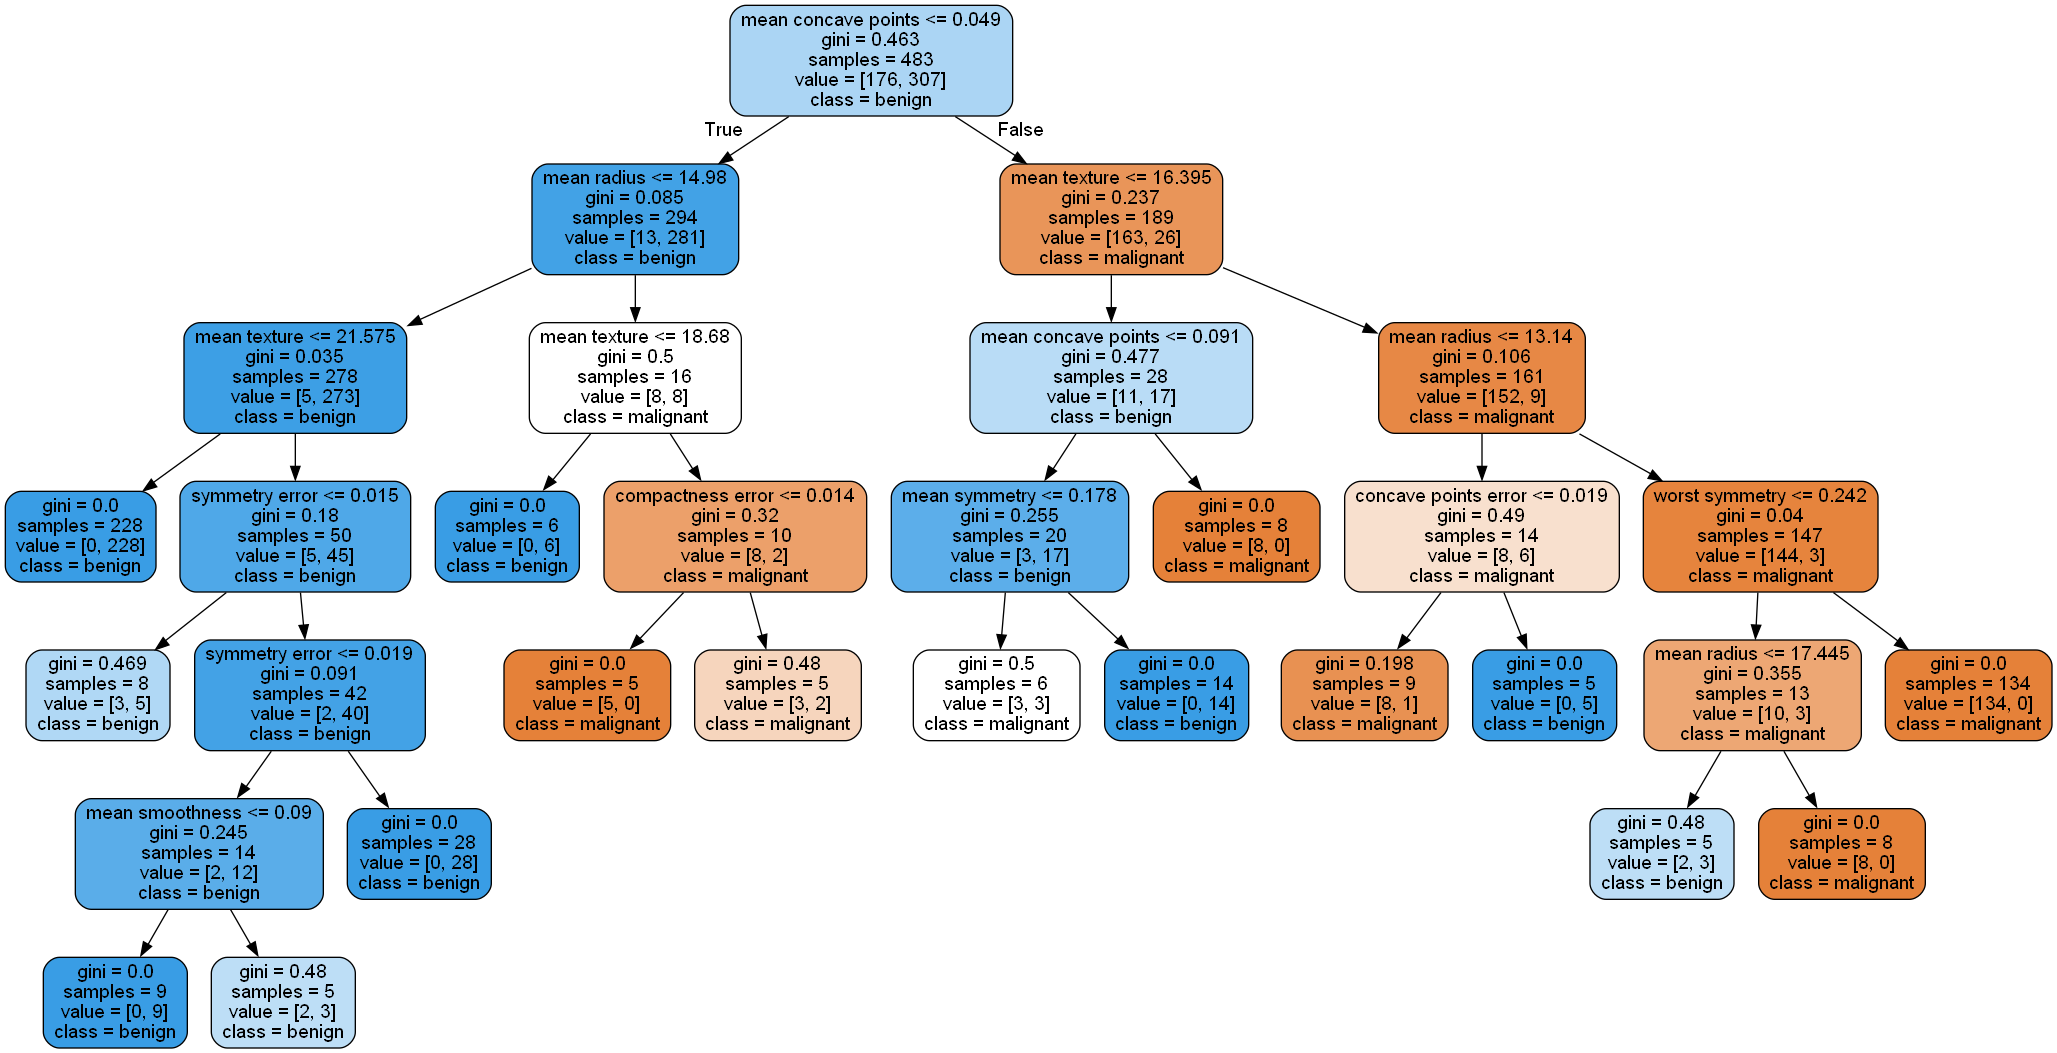 mean concave points <= 0.049
gini = 0.463
samples = 483
value = [176, 307]
class = benign
True
False
mean radius <= 14.98
gini = 0.085
samples = 294
value = [13, 281]
class = benign
mean texture <= 16.395
gini = 0.237
samples = 189
value = [163, 26]
class = malignant
mean texture <= 21.575
gini = 0.035
samples = 278
value = [5, 273]
class = benign
mean texture <= 18.68
gini = 0.5
samples = 16
value = [8, 8]
class = malignant
mean concave points <= 0.091
gini = 0.477
samples = 28
value = [11, 17]
class = benign
mean radius <= 13.14
gini = 0.106
samples = 161
value = [152, 9]
class = malignant
gini = 0.0
samples = 228
value = [0, 228]
class = benign
symmetry error <= 0.015
gini = 0.18
samples = 50
value = [5, 45]
class = benign
gini = 0.0
samples = 6
value = [0, 6]
class = benign
compactness error <= 0.014
gini = 0.32
samples = 10
value = [8, 2]
class = malignant
mean symmetry <= 0.178
gini = 0.255
samples = 20
value = [3, 17]
class = benign
gini = 0.0
samples = 8
value = [8, 0]
class = malignant
concave points error <= 0.019
gini = 0.49
samples = 14
value = [8, 6]
class = malignant
worst symmetry <= 0.242
gini = 0.04
samples = 147
value = [144, 3]
class = malignant
gini = 0.469
samples = 8
value = [3, 5]
class = benign
symmetry error <= 0.019
gini = 0.091
samples = 42
value = [2, 40]
class = benign
gini = 0.0
samples = 5
value = [5, 0]
class = malignant
gini = 0.48
samples = 5
value = [3, 2]
class = malignant
gini = 0.5
samples = 6
value = [3, 3]
class = malignant
gini = 0.0
samples = 14
value = [0, 14]
class = benign
gini = 0.198
samples = 9
value = [8, 1]
class = malignant
gini = 0.0
samples = 5
value = [0, 5]
class = benign
mean radius <= 17.445
gini = 0.355
samples = 13
value = [10, 3]
class = malignant
gini = 0.0
samples = 134
value = [134, 0]
class = malignant
mean smoothness <= 0.09
gini = 0.245
samples = 14
value = [2, 12]
class = benign
gini = 0.0
samples = 28
value = [0, 28]
class = benign
gini = 0.48
samples = 5
value = [2, 3]
class = benign
gini = 0.0
samples = 8
value = [8, 0]
class = malignant
gini = 0.0
samples = 9
value = [0, 9]
class = benign
gini = 0.48
samples = 5
value = [2, 3]
class = benign